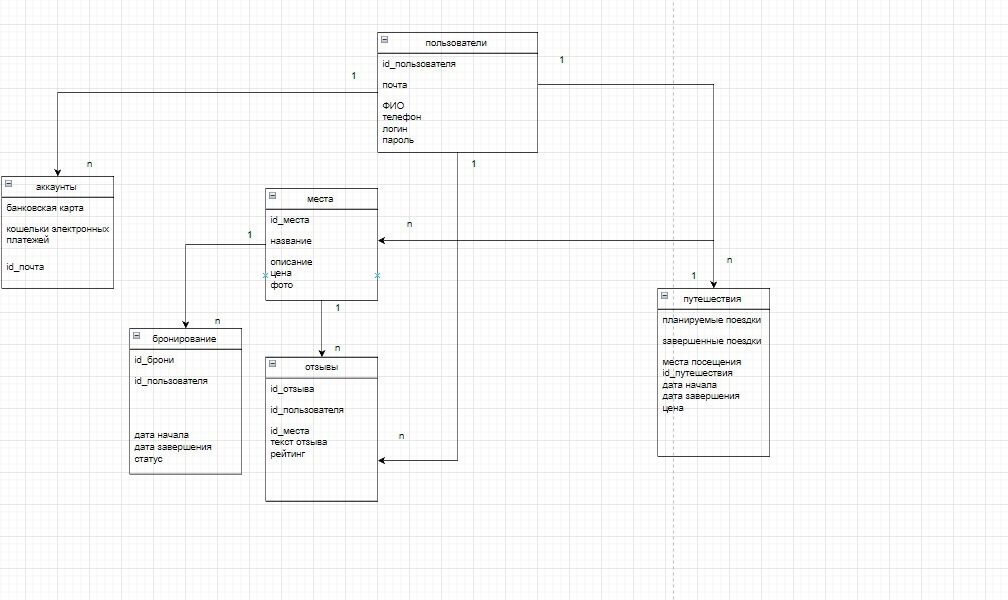 пользователи
id_пользователя
почта
ФИО
телефон
логин
пароль
1
1
1
n
аккаунты
банковская карта
кошельки электронных
платежей
id_почта
места
id_места
название
описание
цена
фото
n
1
1
n
n
бронирование
id_брони
id_пользователя
дата начала
дата завершения
статус
отзывы
id_отзыва
id_пользователя
id_места
текст отзыва
рейтинг
n
n
1
путешествия
планируемые поездки
завершенные поездки
места посещения
id_путешествия
дата начала
дата завершения
цена